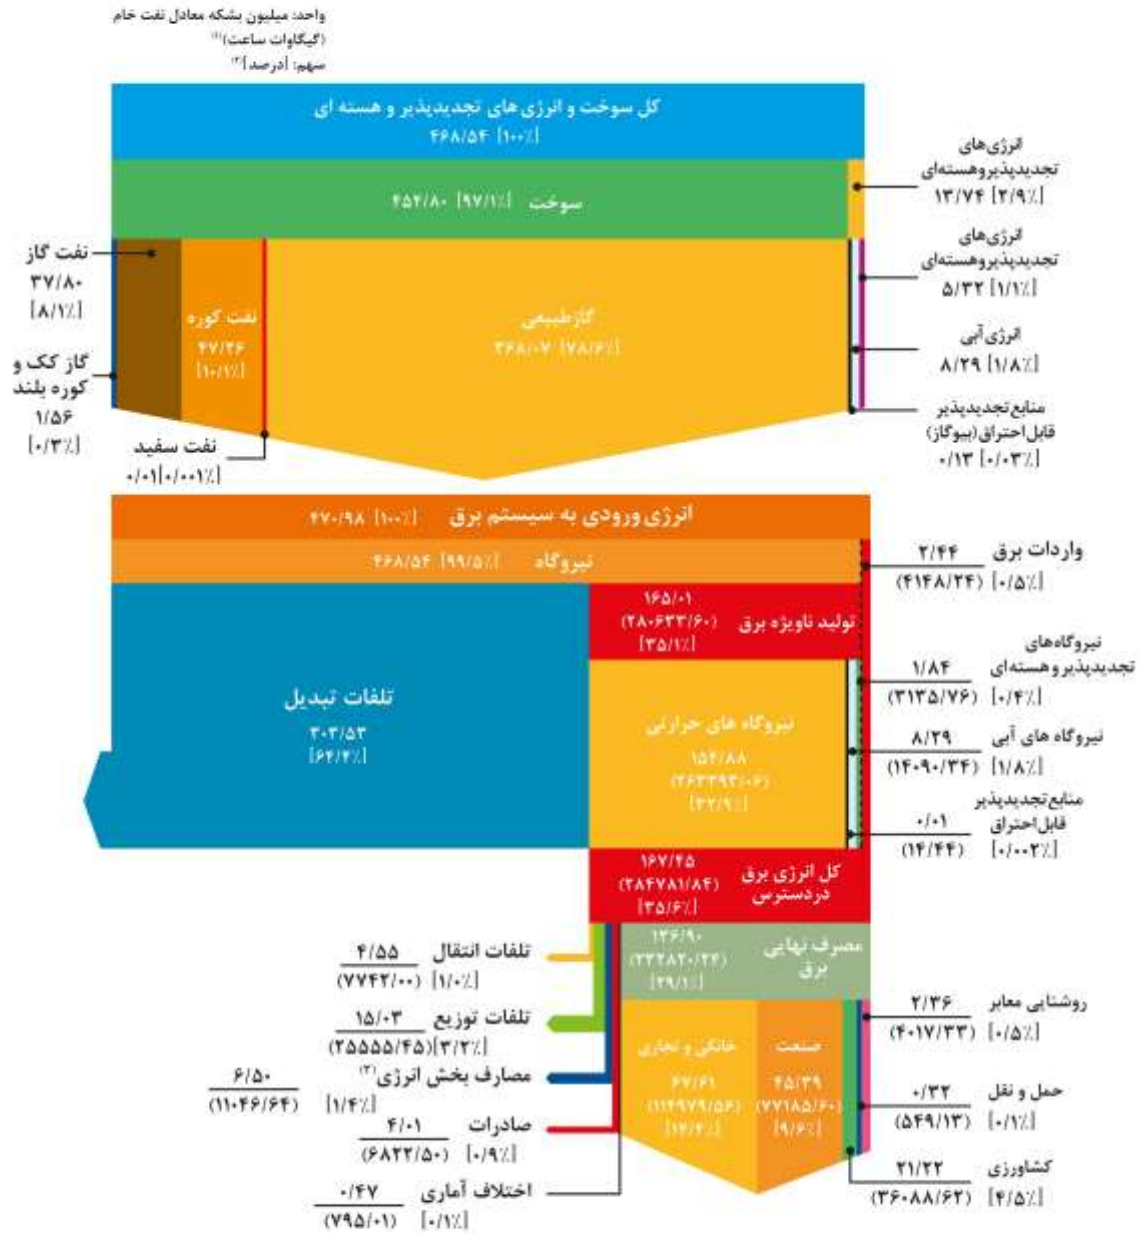 واحد: میلیون بشکه معادل نفت خام
(گیگاوات ساعت)(۱)
سهم: [درصد](۲)
کل سوخت و انرژی های تجدیدپذیر و هسته ای
۴۶۸/۵۴ [۱۰۰٪]
انرژی‌های
تجدیدپذیروهسته‌ای
۱۳/۷۴ [۲/۹٪]
سوخت ۴۵۴/۸۰ [۹۷/۱٪]
انرژی‌های
تجدیدپذیروهسته‌ای
۵/۳۲ [۱/۱٪]
انرژی آبی
۸/۲۹ [۱/۸٪]
منابع تجدیدپذیر
قابل احتراق (بیوگاز)
۰/۱۳ [۰/۰۳٪]
گازطبیعی
۳۶۸/۰۷ [۷۸/۶٪]
نفت کوره
۴۷/۲۶
[۱۰/۱٪]
نفت گاز
۳۷/۸۰
[۸/۱٪]
گاز کک و
کوره بلند
۱/۵۶
[۰/۳٪]
نفت سفید
۰/۰۱[۰/۰۰۱٪]
انرژی ورودی به سیستم برق ۴۷۰/۹۸ [۱۰۰٪]
نیروگاه ۴۶۸/۵۴ [۹۹/۵٪]
واردات برق ۲/۴۴
(۴۱۴۸/۲۴) [۰/۵٪]
تولید ناویژه برق
۱۶۵/۰۱
(۲۸۰۶۳۳/۶۰)
[۳۵/۱٪]
نیروگاه‌های
تجدیدپذیروهسته‌ای
۱/۸۴
(۳۱۳۵/۷۶) [۰/۴٪]
نیروگاه های آبی ۸/۲۹
(۱۴۰۹۰/۳۴) [۱/۸٪]
منابع تجدیدپذیر
قابل احتراق
۰/۰۱
(۱۴/۴۴) [۰/۰۰۲٪]
نیروگاه های حرارتی
۱۵۴/۸۸
(۲۶۳۳۹۳/۰۶)
[۳۲/۹٪]
تلفات تبدیل
۳۰۳/۵۳
[۶۴/۴٪]
کل انرژی برق
دردسترس
۱۶۷/۴۵
(۲۸۴۷۸۱/۸۴)
[۳۵/۶٪]
مصرف نهایی
برق
۱۳۶/۹۰
(۲۳۲۸۲۰/۲۴)
[۲۹/۱٪]
تلفات انتقال ۴/۵۵
(۷۷۴۲/۰۰) [۱/۰٪]
تلفات توزیع ۱۵/۰۳
(۲۵۵۵۵/۴۵)[۳/۲٪]
مصارف بخش انرژی(۳) ۶/۵۰
(۱۱۰۴۶/۶۴) [۱/۴٪]
صادرات ۴/۰۱
(۶۸۲۲/۵۰) [۰/۹٪]
اختلاف آماری ۰/۴۷
(۷۹۵/۰۱) [۰/۱٪]
خانگی و تجاری
۶۷/۶۱
(۱۱۴۹۷۹/۵۶)
[۱۴/۴٪]
صنعت
۴۵/۳۹
(۷۷۱۸۵/۶۰)
[۹/۶٪]
روشنایی معابر ۲/۳۶
(۴۰۱۷/۳۳) [۰/۵٪]
حمل و نقل ۰/۳۲
(۵۴۹/۱۳) [۰/۱٪]
کشاورزی ۲۱/۲۲
(۳۶۰۸۸/۶۲) [۴/۵٪]